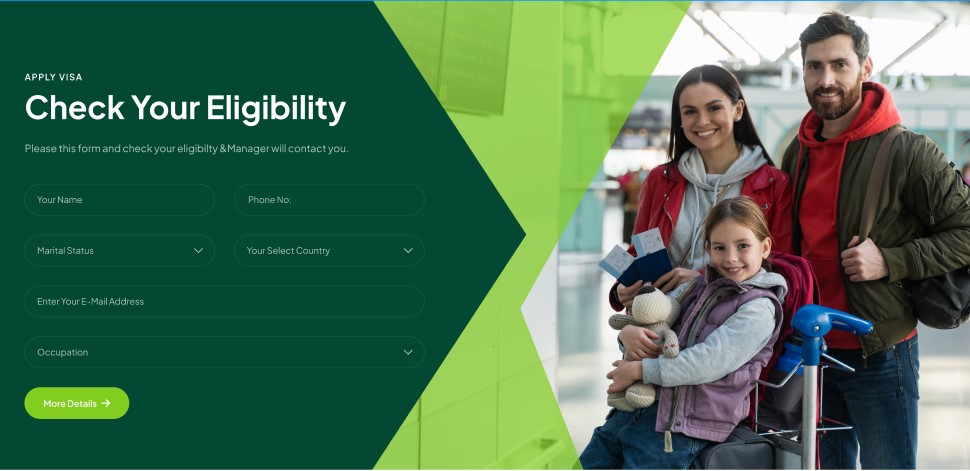 APPLY VISA
Check Your Eligibility
Please this form and check your eligibilty &Manager will contact you.
Your Name
Phone No:
Marital Status
Your Select Country
Enter Your E-Mail Address
Occupation
More Details →